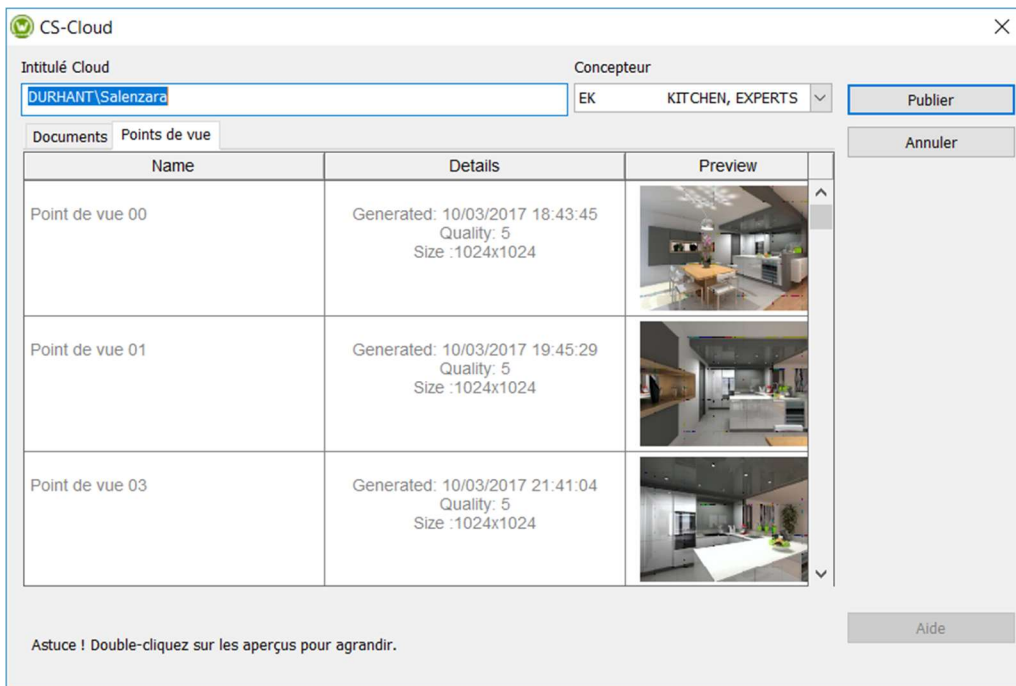 CS-Cloud
Intitulé Cloud
Concepteur
DURHANT\Salenzara
EK KITCHEN, EXPERTS
Publier
Annuler
Documents
Points de vue
Name Details Preview
Point de vue 00
Generated: 10/03/2017 18:43:45
Quality: 5
Size :1024x1024
Point de vue 01
Generated: 10/03/2017 19:45:29
Quality: 5
Size :1024x1024
Point de vue 03
Generated: 10/03/2017 21:41:04
Quality: 5
Size :1024x1024
Aide
Astuce ! Double-cliquez sur les aperçus pour agrandir.